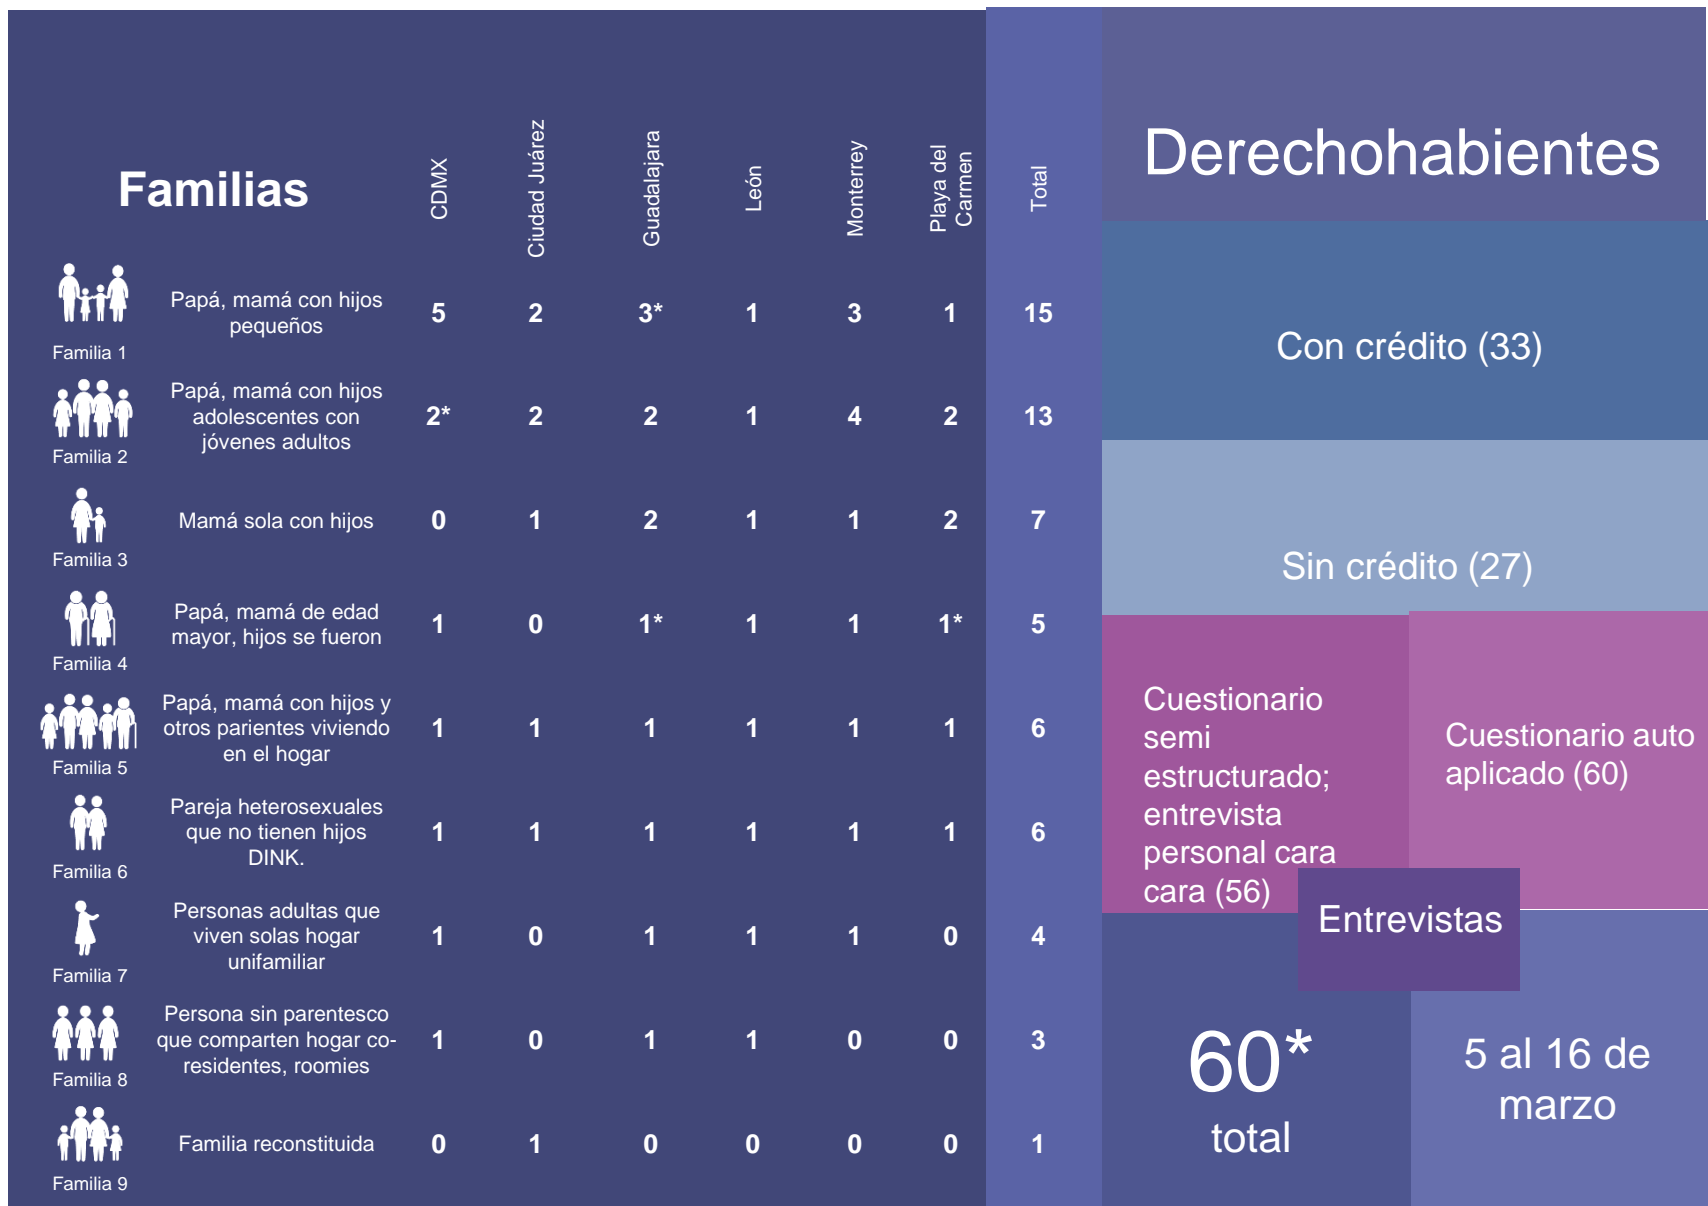 Familias
CDMX
Ciudad Juárez
Guadalajara
León
Monterrey
Playa del
Carmen
Total
Familia 1
Papá, mamá con hijos
pequeños
5 2 3* 1 3 1 15
Familia 2
Papá, mamá con hijos
adolescentes con
jóvenes adultos
2* 2 2 1 4 2 13
Familia 3
Mamá sola con hijos
0 1 2 1 1 2 7
Familia 4
Papá, mamá de edad
mayor, hijos se fueron
1 0 1* 1 1 1* 5
Familia 5
Papá, mamá con hijos y
otros parientes viviendo
en el hogar
1 1 1 1 1 1 6
Familia 6
Pareja heterosexuales
que no tienen hijos
DINK.
1 1 1 1 1 1 6
Familia 7
Personas adultas que
viven solas hogar
unifamiliar
1 0 1 1 1 0 4
Familia 8
Persona sin parentesco
que comparten hogar co-
residentes, roomies
1 0 1 1 0 0 3
Familia 9
Familia reconstituida
0 1 0 0 0 0 1
Derechohabientes
Con crédito (33)
Sin crédito (27)
Cuestionario
semi
estructurado;
entrevista
personal cara
cara (56)
Cuestionario auto
aplicado (60)
Entrevistas
60*
total
5 al 16 de
marzo